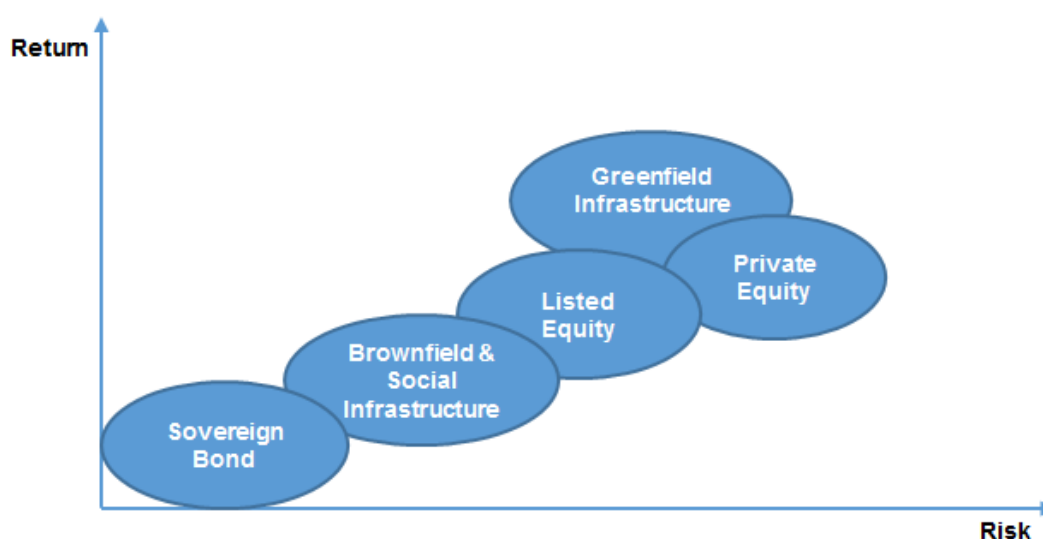 Return
Greenfield
Infrastructure
Private
Equity
Listed
Equity
Brownfield &
Social
Infrastructure
Sovereign
Bond
Risk